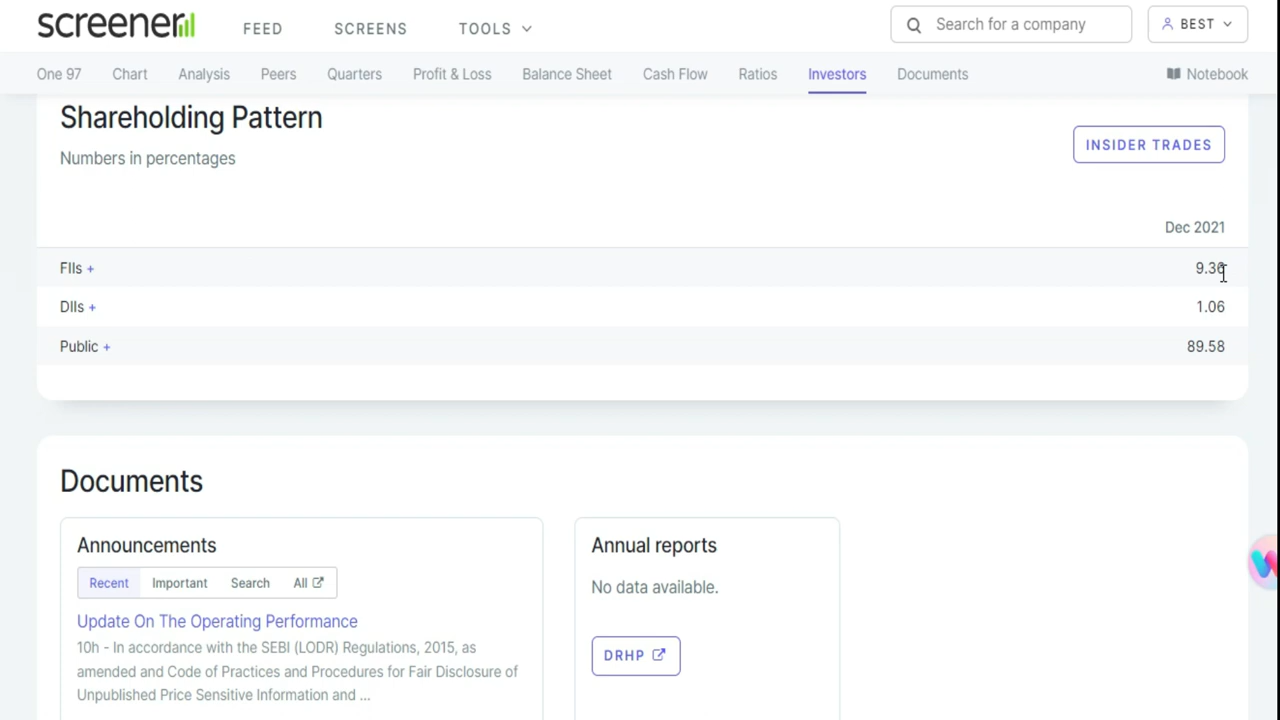 screener
FEED
SCREENS
TOOLS
Search for a company
BEST
One 97
Chart
Analysis
Peers
Quarters
Profit & Loss
Balance Sheet
Cash Flow
Ratios
Investors
Documents
Notebook
Shareholding Pattern
Numbers in percentages
INSIDER TRADES
Dec 2021
FIIs + 9.36
DIIs + 1.06
Public + 89.58
Documents
Announcements
Recent
Important
Search
All
Update On The Operating Performance
10h - In accordance with the SEBI (LODR) Regulations, 2015, as
amended and Code of Practices and Procedures for Fair Disclosure of
Unpublished Price Sensitive Information and ...
Annual reports
No data available.
DRHP